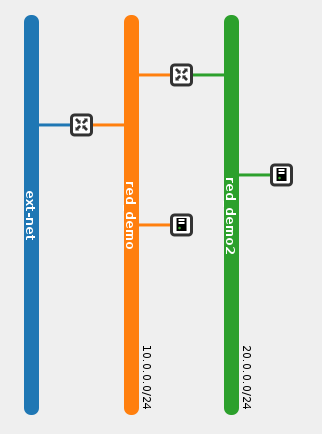 ext-net
red demo
10.0.0.0/24
red demo2
20.0.0.0/24